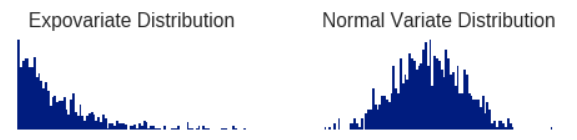 Expovariate Distribution
Normal Variate Distribution